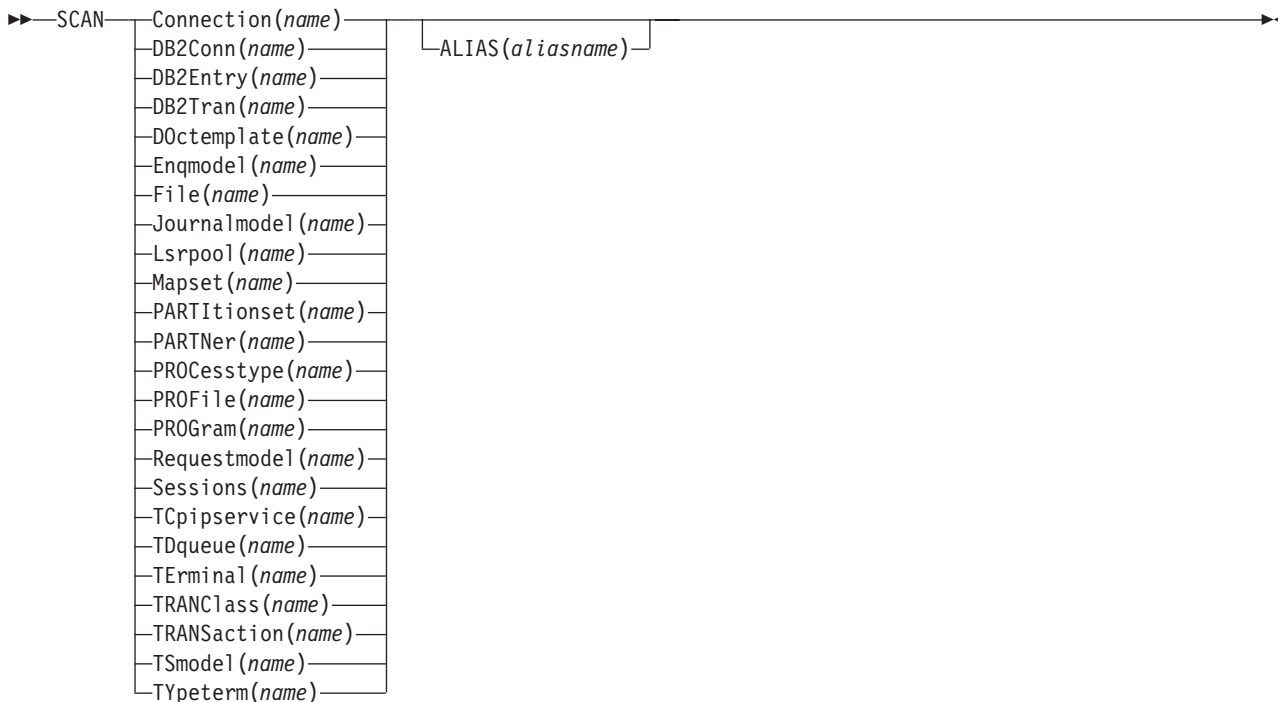 SCAN Connection(name)
DB2Conn(name) ALIAS(aliasname)
DB2Entry(name)
DB2Tran(name)
DOctemplate(name)
Enqmodel(name)
File(name)
Journalmodel(name)
Lsrpool(name)
Mapset(name)
PARTItionset(name)
PARTNer(name)
PROCesstype(name)
PROFile(name)
PROGram(name)
Requestmodel(name)
Sessions(name)
TCpipservice(name)
TDqueue(name)
TErminal(name)
TRANClass(name)
TRANSaction(name)
TSmodel(name)
TYpeterm(name)